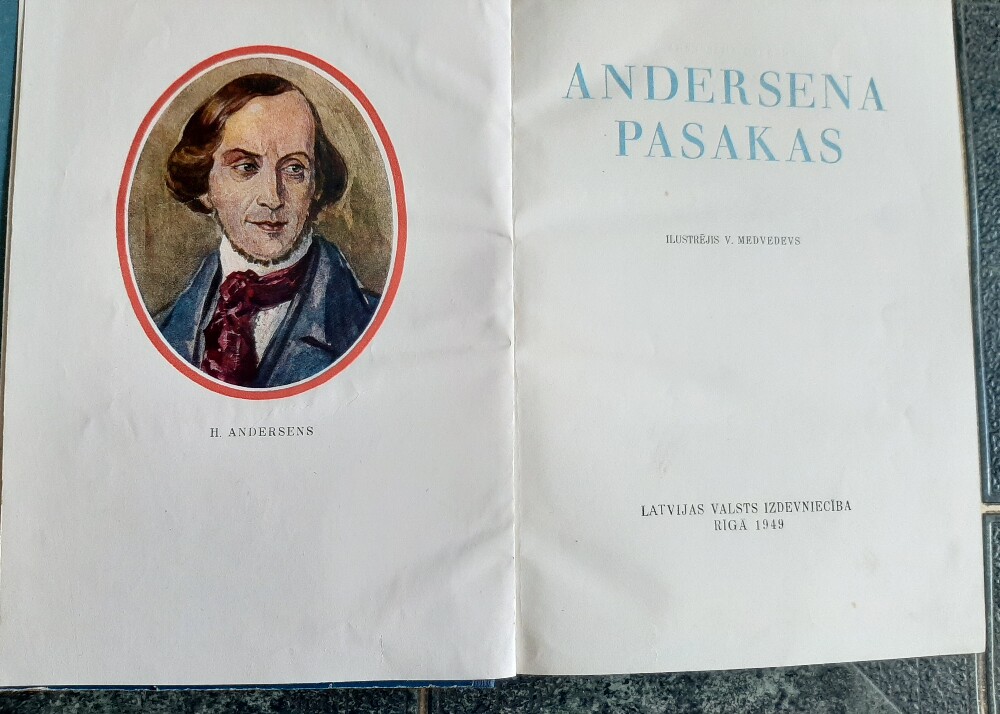 H. ANDERSENS
ANDERSENA
PASAKAS
ILUSTRĒJIS V. MEDVEDEVS
LATVIJAS VALSTS IZDEVNIECĪBA
RĪGĀ 1949